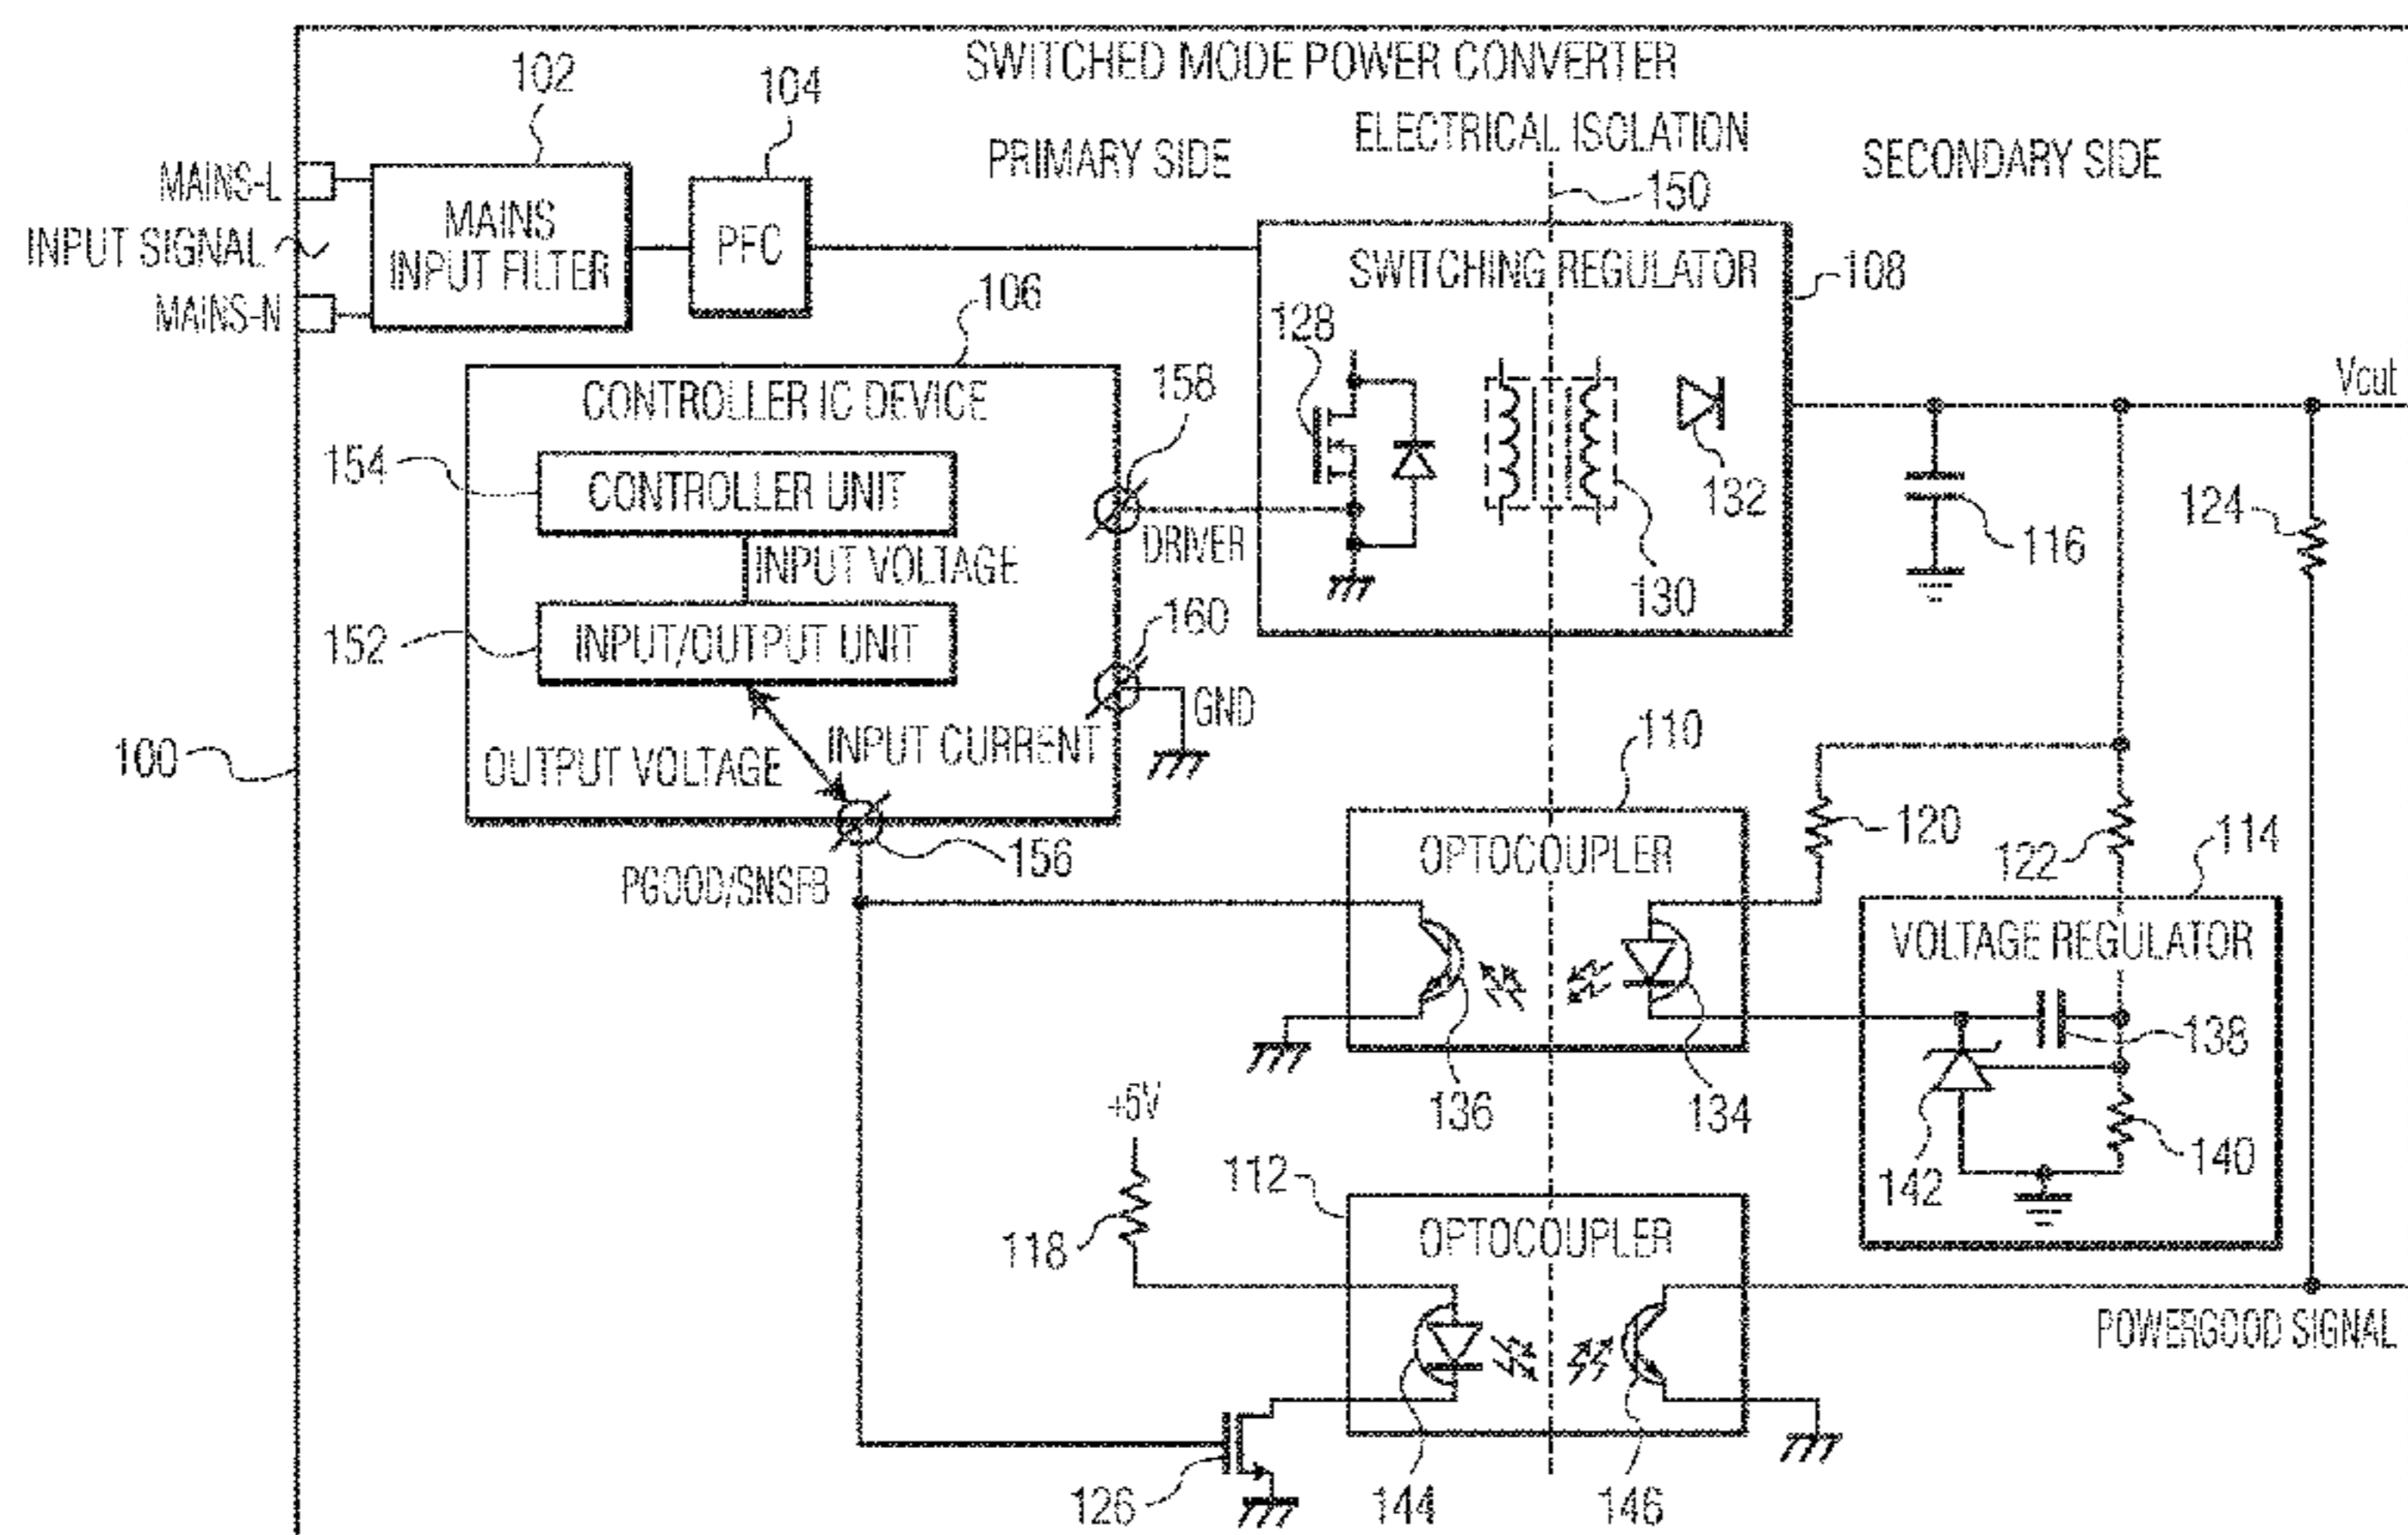 SWITCHED MODE POWER CONVERTER
102
104
PRIMARY SIDE
ELECTRICAL ISOLATION
SECONDARY SIDE
150
MAINS-L
INPUT SIGNAL
MAINS-N
MAINS
INPUT FILTER
PFC
SWITCHING REGULATOR
108
106
128
130
132
Vout
CONTROLLER IC DEVICE
158
154
CONTROLLER UNIT
INPUT VOLTAGE
DRIVER
116
124
152
INPUT/OUTPUT UNIT
160
GND
OUTPUT VOLTAGE
INPUT CURRENT
100
156
PGOOD/SNSFB
110
OPTOCOUPLER
120
122
114
VOLTAGE REGULATOR
136
134
138
142
140
+5V
118
112
OPTOCOUPLER
POWERGOOD SIGNAL
126
144
146